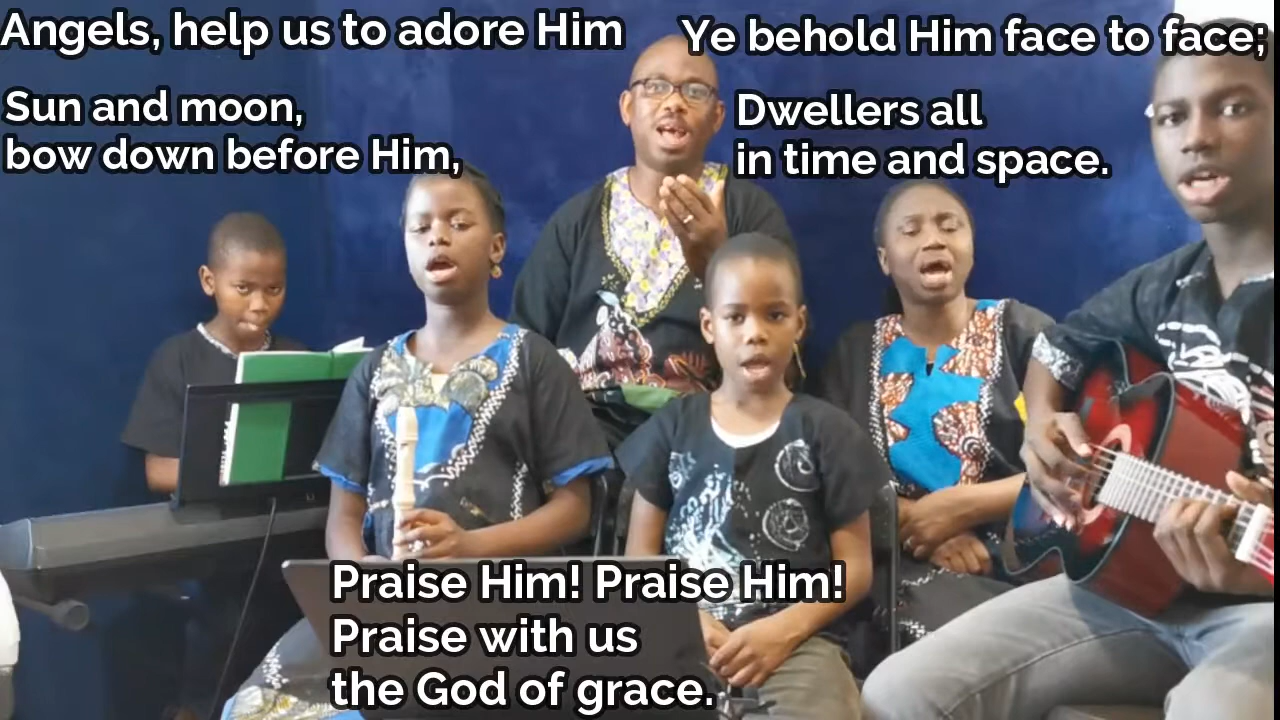 Angels, help us to adore Him
Ye behold Him face to face;
Sun and moon,
bow down before Him,
Dwellers all
in time and space.
Praise Him! Praise Him!
Praise with us
the God of grace.